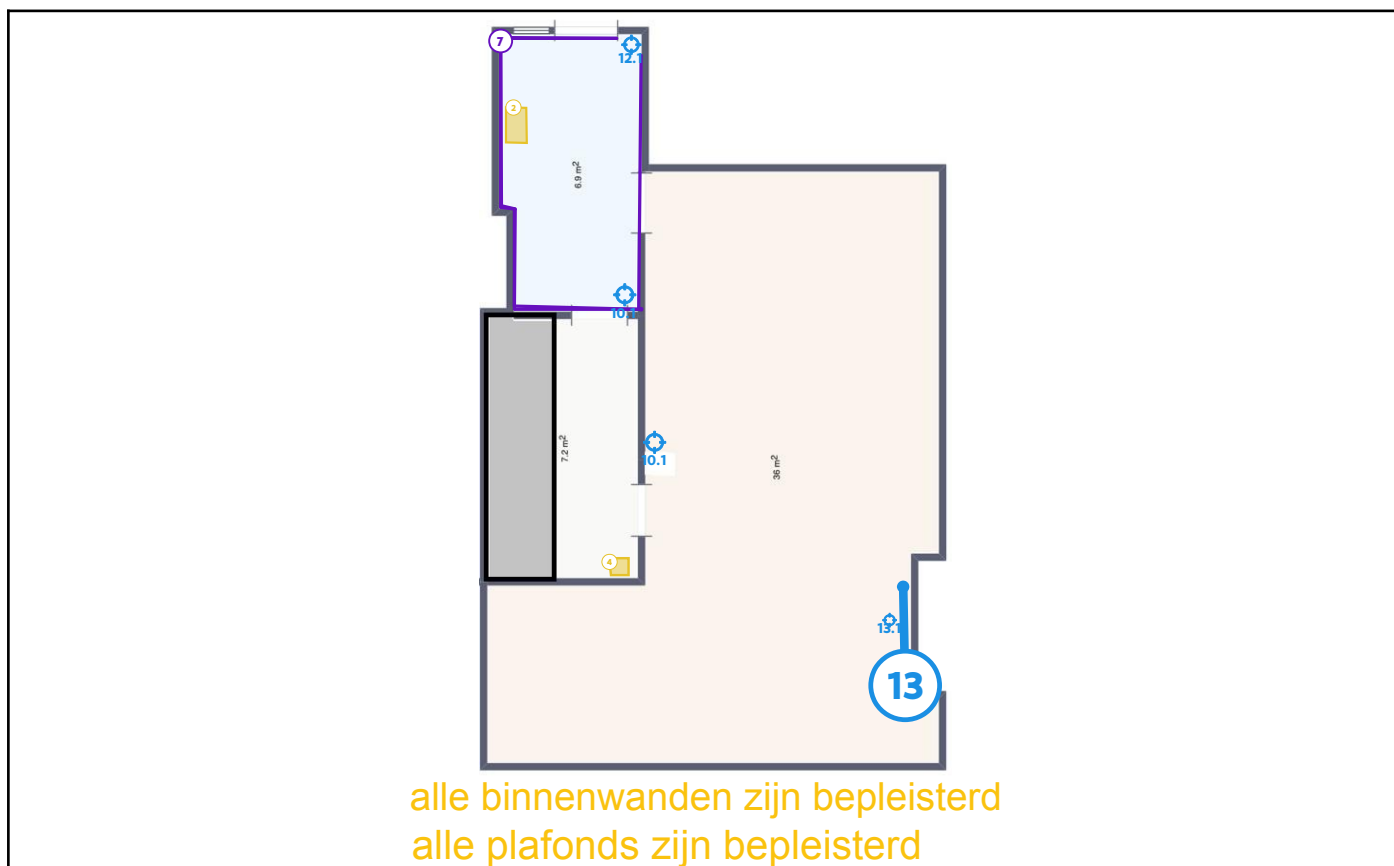 7
12.1
2
6.9 m²
10.1
7.2 m²
10.1
36 m²
4
13.1
13
alle binnenwanden zijn bepleisterd
alle plafonds zijn bepleisterd